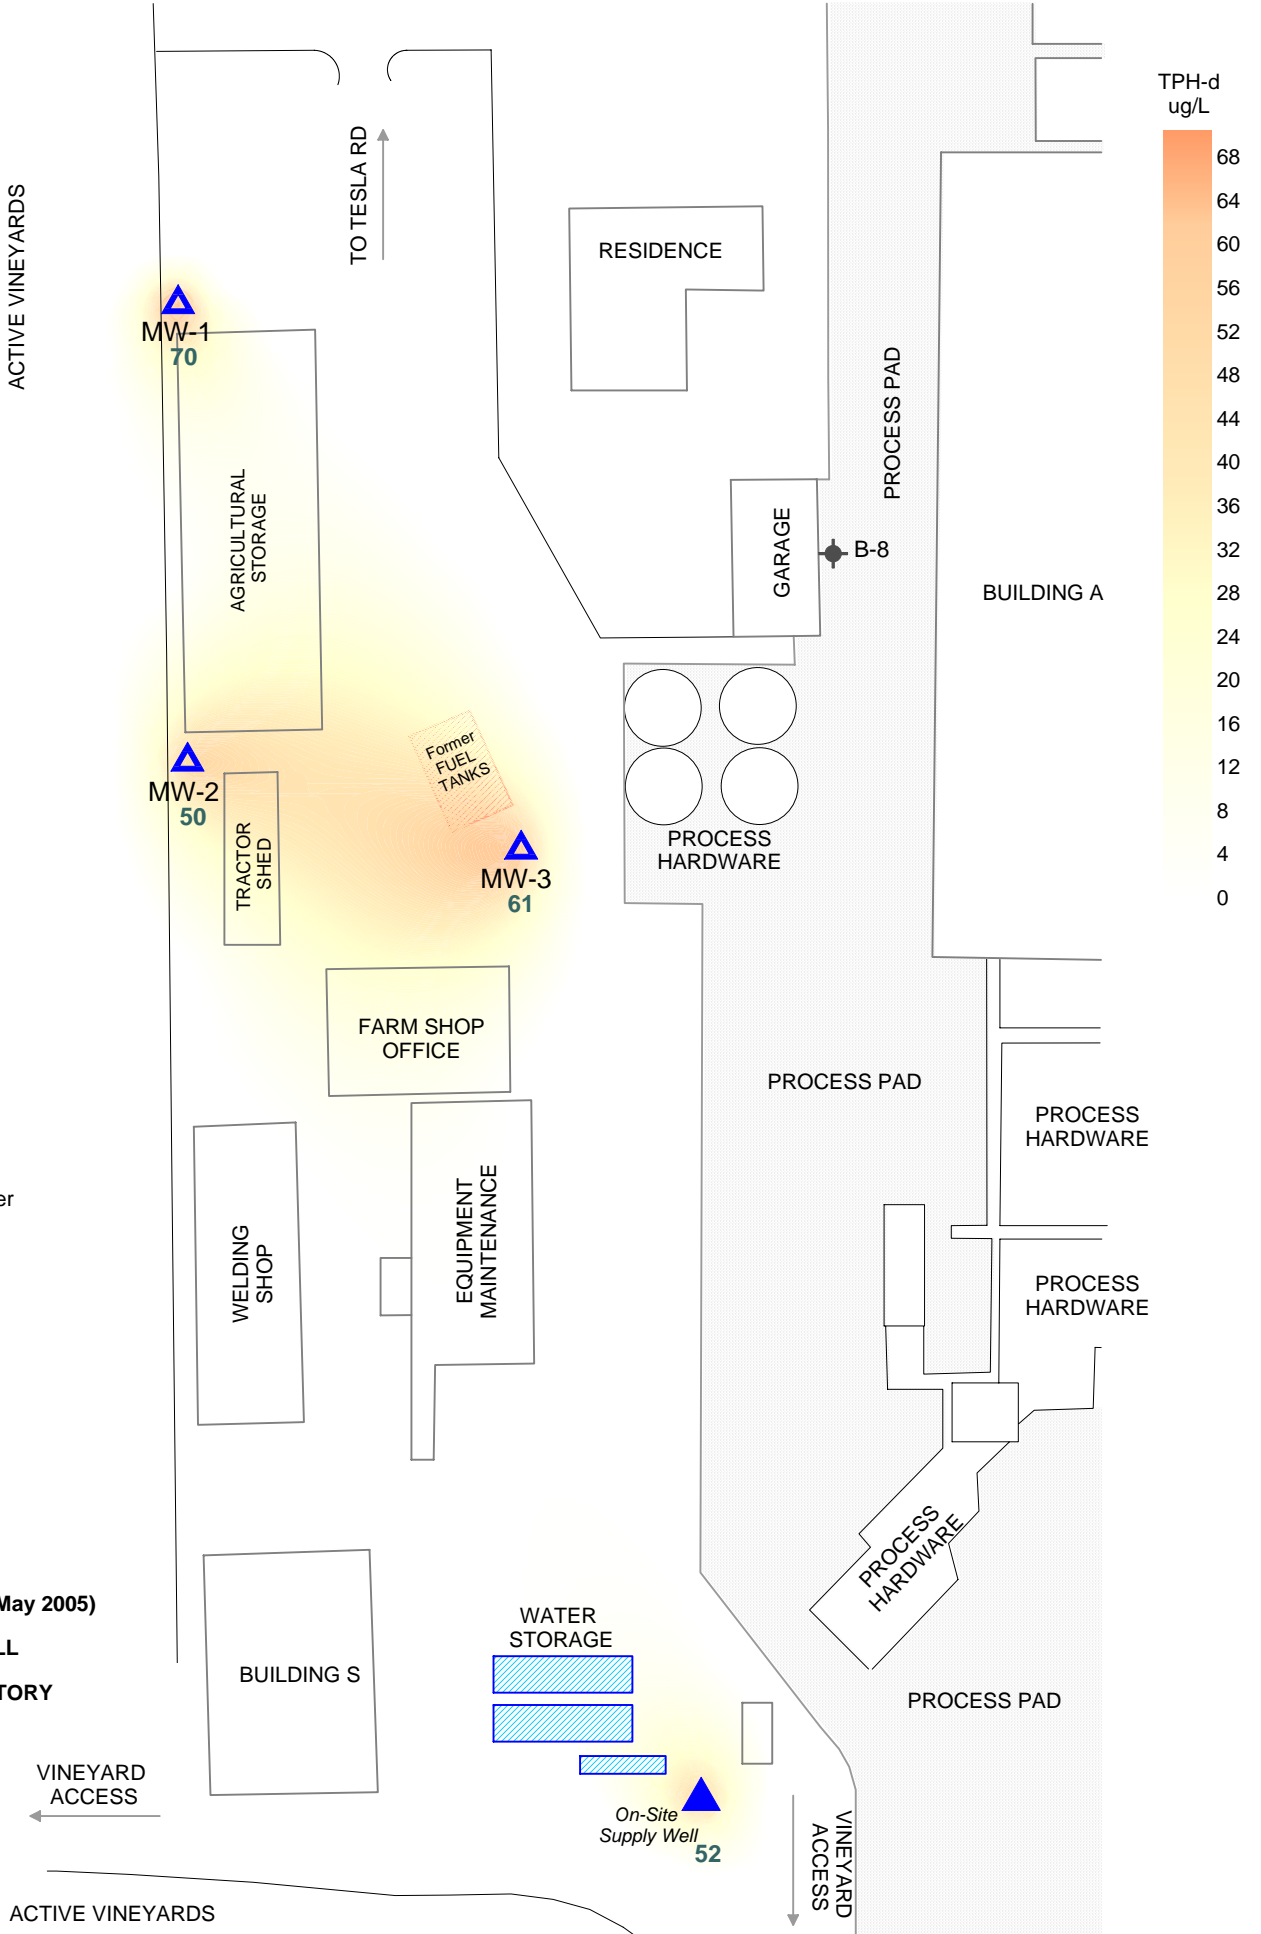 TPH-d
ug/L
68
64
60
56
52
48
44
40
36
32
28
24
20
16
12
8
4
0
ACTIVE VINEYARDS
TO TESLA RD
RESIDENCE
MW-1
70
PROCESS PAD
AGRICULTURAL
STORAGE
GARAGE
B-8
BUILDING A
Former
FUEL
TANKS
MW-2
50
TRACTOR
SHED
PROCESS
HARDWARE
MW-3
61
FARM SHOP
OFFICE
PROCESS PAD
PROCESS
HARDWARE
er
WELDING
SHOP
EQUIPMENT
MAINTENANCE
PROCESS
HARDWARE
PROCESS
HARDWARE
May 2005)
LL
TORY
WATER
STORAGE
BUILDING S
PROCESS PAD
VINEYARD
ACCESS
On-Site
Supply Well
52
VINEYARD
ACCESS
ACTIVE VINEYARDS